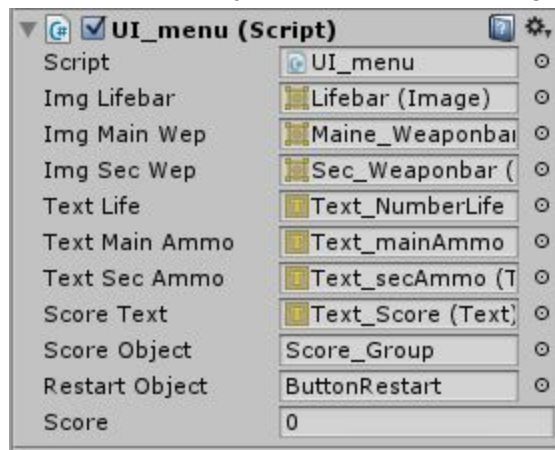 UI_menu (Script)
Script UI_menu
Img Lifebar Lifebar (Image)
Img Main Wep Maine_Weaponbar
Img Sec Wep Sec_Weaponbar (
Text Life Text_NumberLife
Text Main Ammo Text_mainAmmo
Text Sec Ammo Text_secAmmo (T
Score Text Text_Score (Text)
Score Object Score_Group
Restart Object ButtonRestart
Score 0